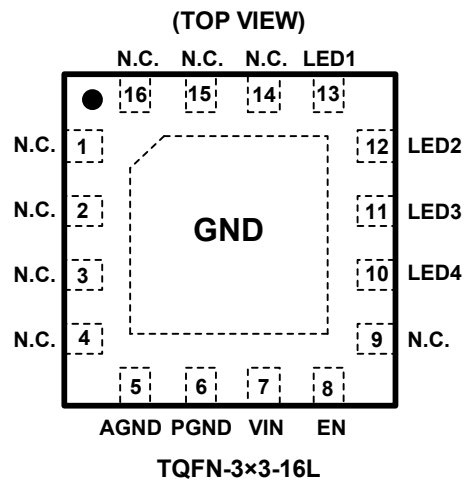 (TOP VIEW)
N.C. N.C. N.C. LED1
16 15 14 13
N.C. 1 12 LED2
N.C. 2 11 LED3
GND
N.C. 3 10 LED4
N.C. 4 9 N.C.
5 6 7 8
AGND PGND VIN EN
TQFN-3×3-16L